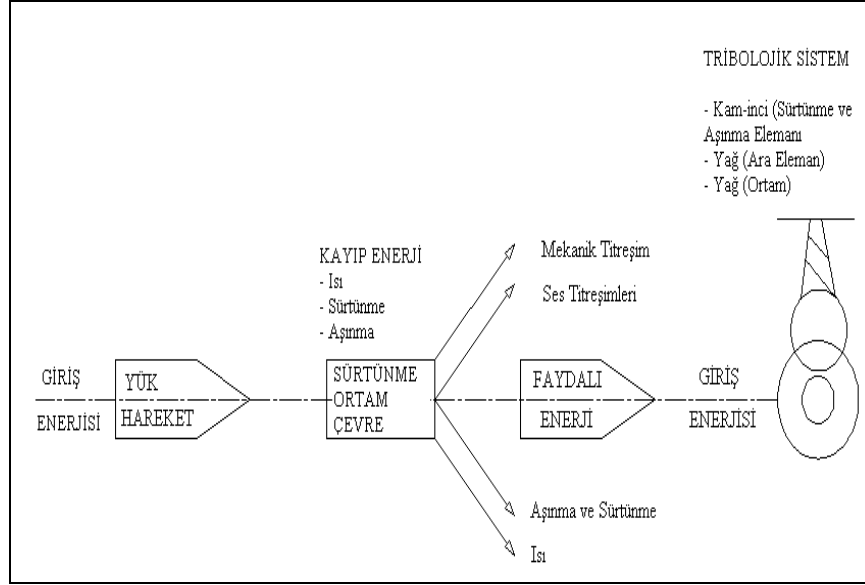 TRİBOLOJİK SİSTEM
- Kam-inci (Sürtünme ve
Aşınma Elemanı
- Yağ (Ara Eleman)
- Yağ (Ortam)
KAYIP ENERJİ
- Isı
- Sürtünme
- Aşınma
Mekanik Titreşim
Ses Titreşimleri
GİRİŞ
ENERJİSİ
YÜK
HAREKET
SÜRTÜNME
ORTAM
ÇEVRE
FAYDALI
ENERJİ
GİRİŞ
ENERJİSİ
Aşınma ve Sürtünme
Isı